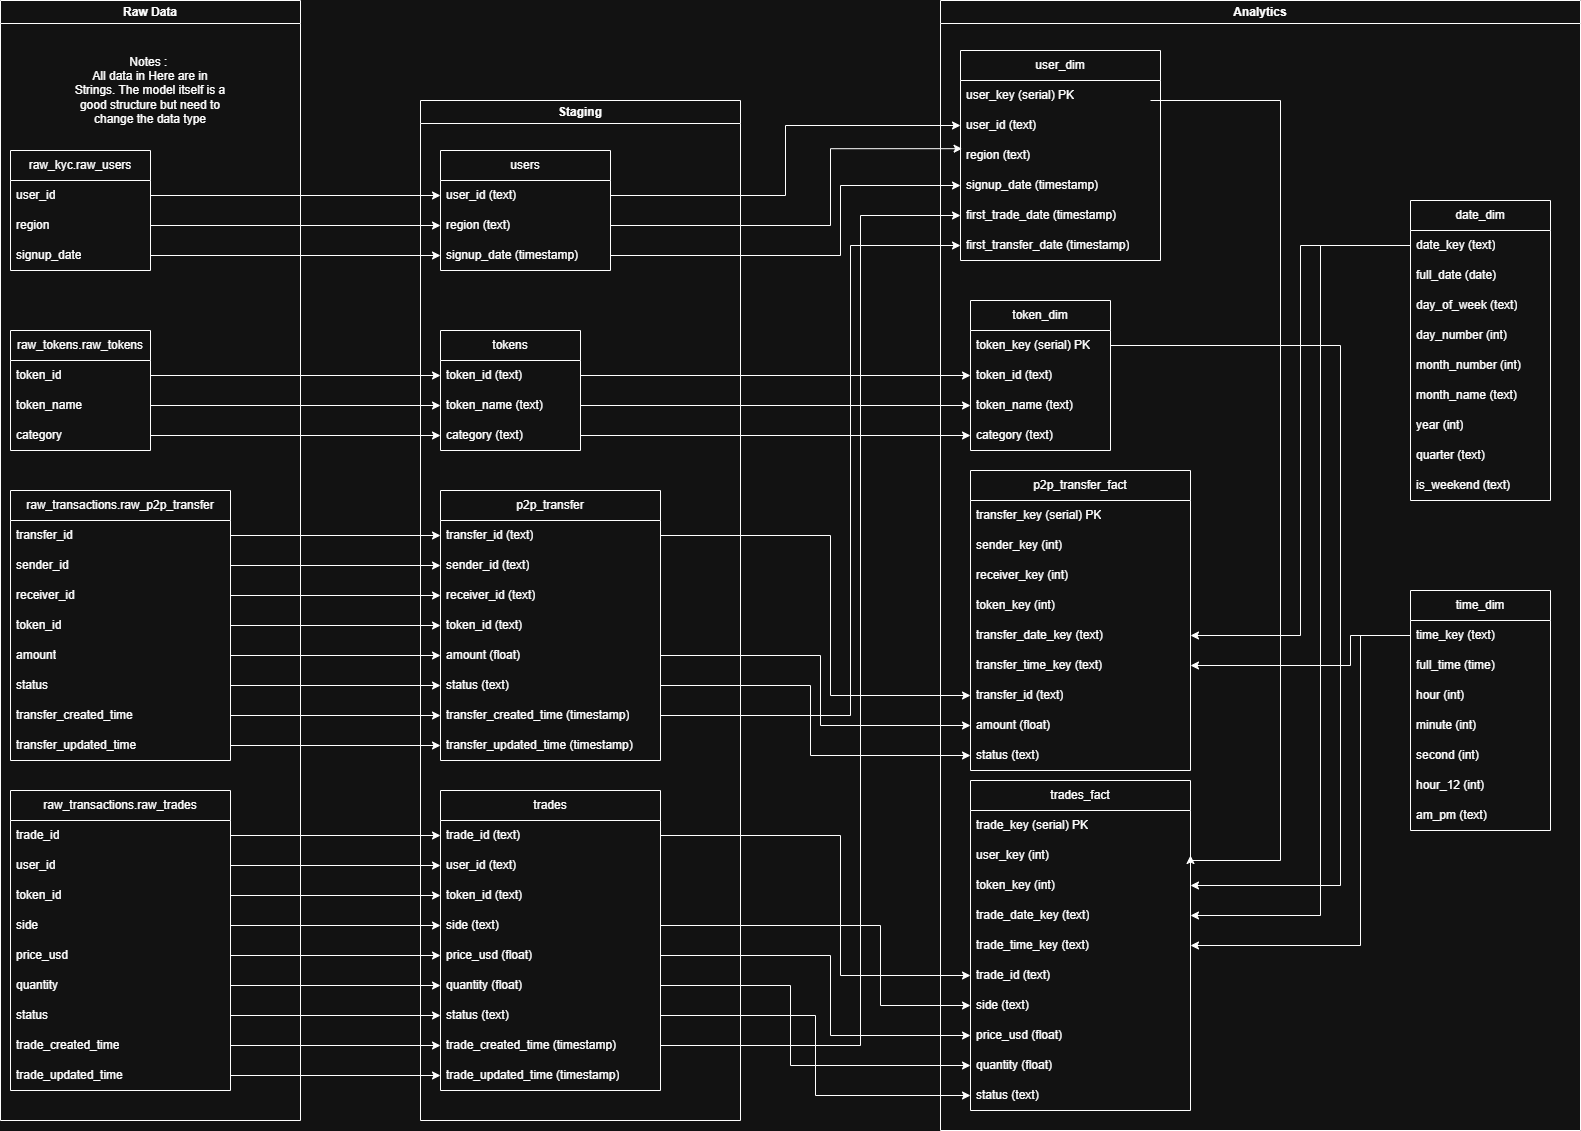 Raw Data
Notes :
All data in Here are in
Strings. The model itself is a
good structure but need to
change the data type
raw_kyc.raw_users
user_id
region
signup_date
raw_tokens.raw_tokens
token_id
token_name
category
raw_transactions.raw_p2p_transfer
transfer_id
sender_id
receiver_id
token_id
amount
status
transfer_created_time
transfer_updated_time
raw_transactions.raw_trades
trade_id
user_id
token_id
side
price_usd
quantity
status
trade_created_time
trade_updated_time
Staging
users
user_id (text)
region (text)
signup_date (timestamp)
tokens
token_id (text)
token_name (text)
category (text)
p2p_transfer
transfer_id (text)
sender_id (text)
receiver_id (text)
token_id (text)
amount (float)
status (text)
transfer_created_time (timestamp)
transfer_updated_time (timestamp)
trades
trade_id (text)
user_id (text)
token_id (text)
side (text)
price_usd (float)
quantity (float)
status (text)
trade_created_time (timestamp)
trade_updated_time (timestamp)
Analytics
user_dim
user_key (serial) PK
user_id (text)
region (text)
signup_date (timestamp)
first_trade_date (timestamp)
first_transfer_date (timestamp)
token_dim
token_key (serial) PK
token_id (text)
token_name (text)
category (text)
p2p_transfer_fact
transfer_key (serial) PK
sender_key (int)
receiver_key (int)
token_key (int)
transfer_date_key (text)
transfer_time_key (text)
transfer_id (text)
amount (float)
status (text)
trades_fact
trade_key (serial) PK
user_key (int)
token_key (int)
trade_date_key (text)
trade_time_key (text)
trade_id (text)
side (text)
price_usd (float)
quantity (float)
status (text)
date_dim
date_key (text)
full_date (date)
day_of_week (text)
day_number (int)
month_number (int)
month_name (text)
year (int)
quarter (text)
is_weekend (text)
time_dim
time_key (text)
full_time (time)
hour (int)
minute (int)
second (int)
hour_12 (int)
am_pm (text)